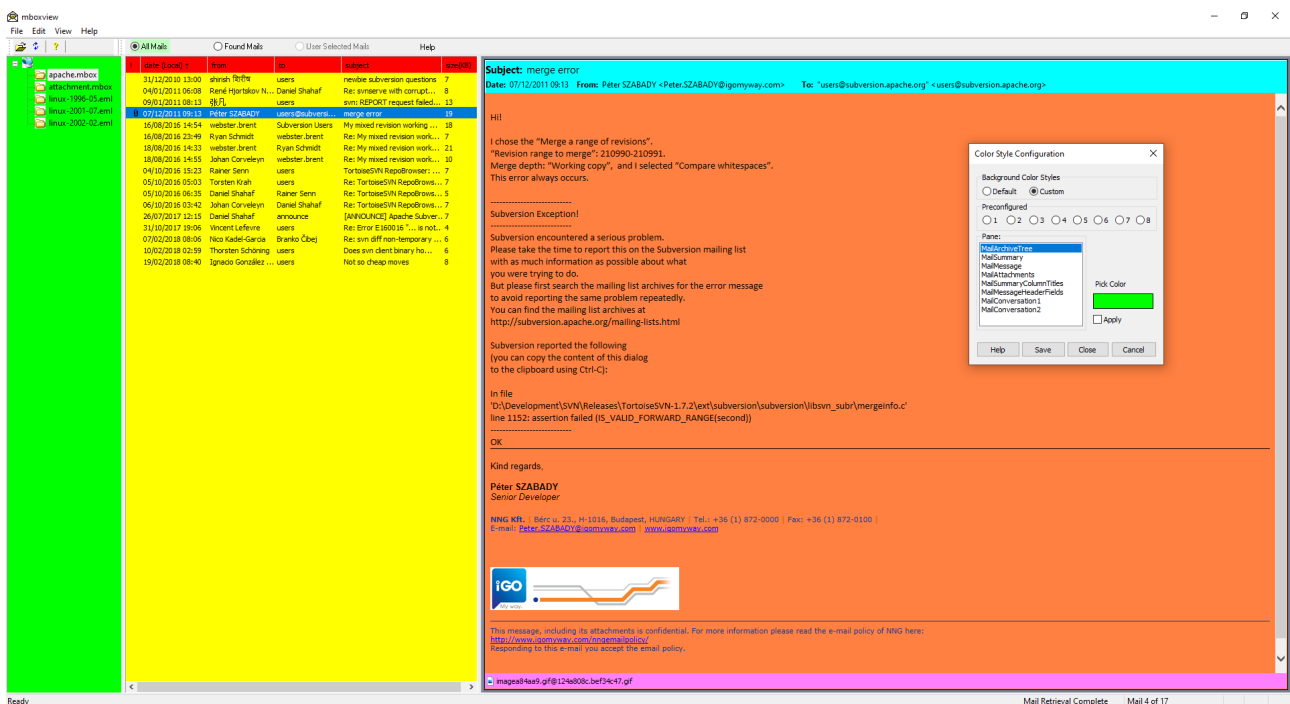 mboxview
File Edit View Help
All Mails Found Mails User Selected Mails Help
apache.mbox
attachment.mbox
linux-1996-05.eml
linux-2001-07.eml
linux-2002-02.eml
! date (Local) from to subject size(KB)
31/12/2010 13:00 shirish शिरीष users newbie subversion questions 7
04/01/2011 06:08 René Hjortskov N... Daniel Shahaf Re: svnserve with corrupt... 8
09/01/2011 08:13 张凡 users svn: REPORT request failed... 13
07/12/2011 09:13 Péter SZABADY users@subversi... merge error 19
16/08/2016 14:54 webster.brent Subversion Users My mixed revision working ... 18
16/08/2016 23:49 Ryan Schmidt webster.brent Re: My mixed revision work... 7
18/08/2016 14:33 webster.brent Ryan Schmidt Re: My mixed revision work... 21
18/08/2016 14:55 Johan Corveleyn webster.brent Re: My mixed revision work... 10
04/10/2016 15:23 Rainer Senn users TortoiseSVN RepoBrowser: ... 7
05/10/2016 05:03 Torsten Krah users Re: TortoiseSVN RepoBrows... 7
05/10/2016 06:35 Daniel Shahaf Rainer Senn Re: TortoiseSVN RepoBrows... 5
06/10/2016 03:42 Johan Corveleyn Daniel Shahaf Re: TortoiseSVN RepoBrows... 7
26/07/2017 12:15 Daniel Shahaf announce [ANNOUNCE] Apache Subver... 7
31/10/2017 19:06 Vincent Lefevre users Re: Error E160016 "... is not... 4
07/02/2018 08:06 Nico Kadel-Garcia Branko Čibej Re: svn diff non-temporary ... 6
10/02/2018 02:59 Thorsten Schöning users Does svn client binary ho... 6
19/02/2018 08:40 Ignacio González ... users Not so cheap moves 8
Subject: merge error
Date: 07/12/2011 09:13 From: Péter SZABADY <Peter.SZABADY@igomyway.com> To: "users@subversion.apache.org" <users@subversion.apache.org>
Hi!
I chose the “Merge a range of revisions”.
“Revision range to merge”: 210990-210991.
Merge depth: “Working copy”, and I selected “Compare whitespaces”.
This error always occurs.
---------------------------
Subversion Exception!
---------------------------
Subversion encountered a serious problem.
Please take the time to report this on the Subversion mailing list
with as much information as possible about what
you were trying to do.
But please first search the mailing list archives for the error message
to avoid reporting the same problem repeatedly.
You can find the mailing list archives at
http://subversion.apache.org/mailing-lists.html
Subversion reported the following
(you can copy the content of this dialog
to the clipboard using Ctrl-C):
In file
'D:\Development\SVN\Releases\TortoiseSVN-1.7.2\ext\subversion\subversion\libsvn_subr\mergeinfo.c'
line 1152: assertion failed (IS_VALID_FORWARD_RANGE(second))
---------------------------
OK
Kind regards,
Péter SZABADY
Senior Developer
NNG Kft. | Bérc u. 23., H-1016, Budapest, HUNGARY | Tel.: +36 (1) 872-0000 | Fax: +36 (1) 872-0100 |
E-mail: Peter.SZABADY@igomyway.com | www.igomyway.com
iGO
My way.
This message, including its attachments is confidential. For more information please read the e-mail policy of NNG here:
http://www.igomyway.com/nngemailpolicy/
Responding to this e-mail you accept the email policy.
imagea84aa9.gif@124a808c.bef34c47.gif
Color Style Configuration
Background Color Styles
Default Custom
Preconfigured
1 2 3 4 5 6 7 8
Pane:
MailArchiveTree
MailSummary
MailMessage
MailAttachments
MailSummaryColumnTitles
MailMessageHeaderFields
MailConversation1
MailConversation2
Pick Color
Apply
Help Save Close Cancel
Ready Mail Retrieval Complete Mail 4 of 17